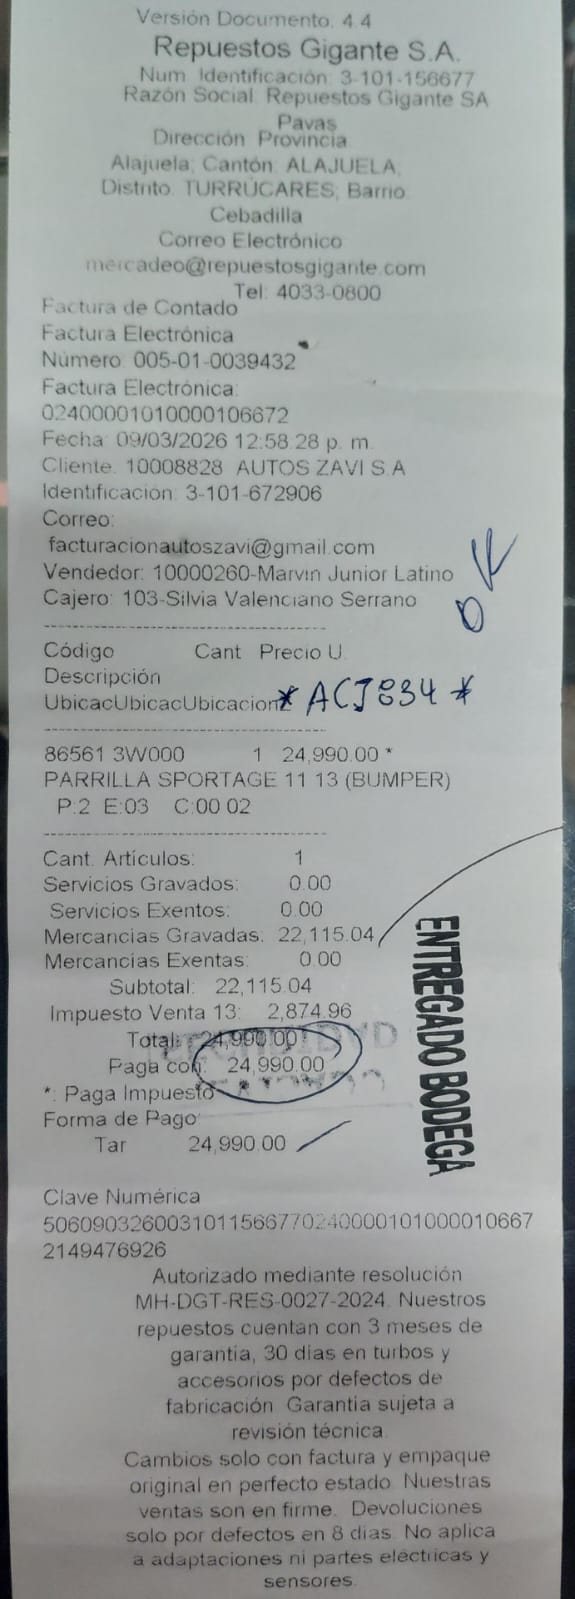 Versión Documento. 4.4
Repuestos Gigante S.A.
Num. Identificación: 3-101-156677
Razón Social: Repuestos Gigante SA
Pavas
Dirección Provincia
Alajuela, Cantón: ALAJUELA,
Distrito: TURRÚCARES, Barrio:
Cebadilla
Correo Electrónico
mercadeo@repuestosgigante.com
Tel: 4033-0800
Factura de Contado
Factura Electrónica
Número: 005-01-0039432
Factura Electrónica:
02400001010000106672
Fecha: 09/03/2026 12:58:28 p. m.
Cliente: 10008828 AUTOS ZAVI S.A
Identificacion: 3-101-672906
Correo:
facturacionautoszavi@gmail.com
Vendedor: 10000260-Marvin Junior Latino
Cajero: 103-Silvia Valenciano Serrano
OK
Código Cant Precio U.
Descripción
UbicacUbicacUbicacion2
* ACJ834 *
86561 3W000 1 24,990.00 *
PARRILLA SPORTAGE 11 13 (BUMPER)
P:2 E:03 C:00 02
Cant. Artículos: 1
Servicios Gravados: 0.00
Servicios Exentos: 0.00
Mercancias Gravadas: 22,115.04
Mercancias Exentas: 0.00
Subtotal: 22,115.04
Impuesto Venta 13: 2,874.96
Total: 24,990.00
Paga con: 24,990.00
*: Paga Impuesto
Forma de Pago
Tar 24,990.00
ENTREGADO BODEGA
Clave Numérica
506090326003101156677024000010100001 0667
2149476926
Autorizado mediante resolución
MH-DGT-RES-0027-2024. Nuestros
repuestos cuentan con 3 meses de
garantia, 30 dias en turbos y
accesorios por defectos de
fabricación. Garantia sujeta a
revisión técnica.
Cambios solo con factura y empaque
original en perfecto estado. Nuestras
ventas son en firme. Devoluciones
solo por defectos en 8 dias. No aplica
a adaptaciones ni partes eléctricas y
sensores.